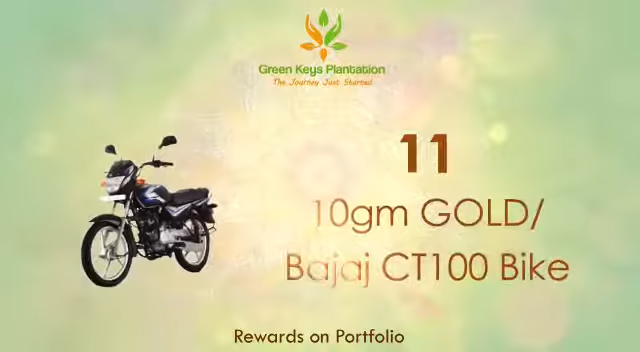 Green Keys Plantation
The Journey Just Started
11
10gm GOLD/
Bajaj CT100 Bike
Rewards on Portfolio